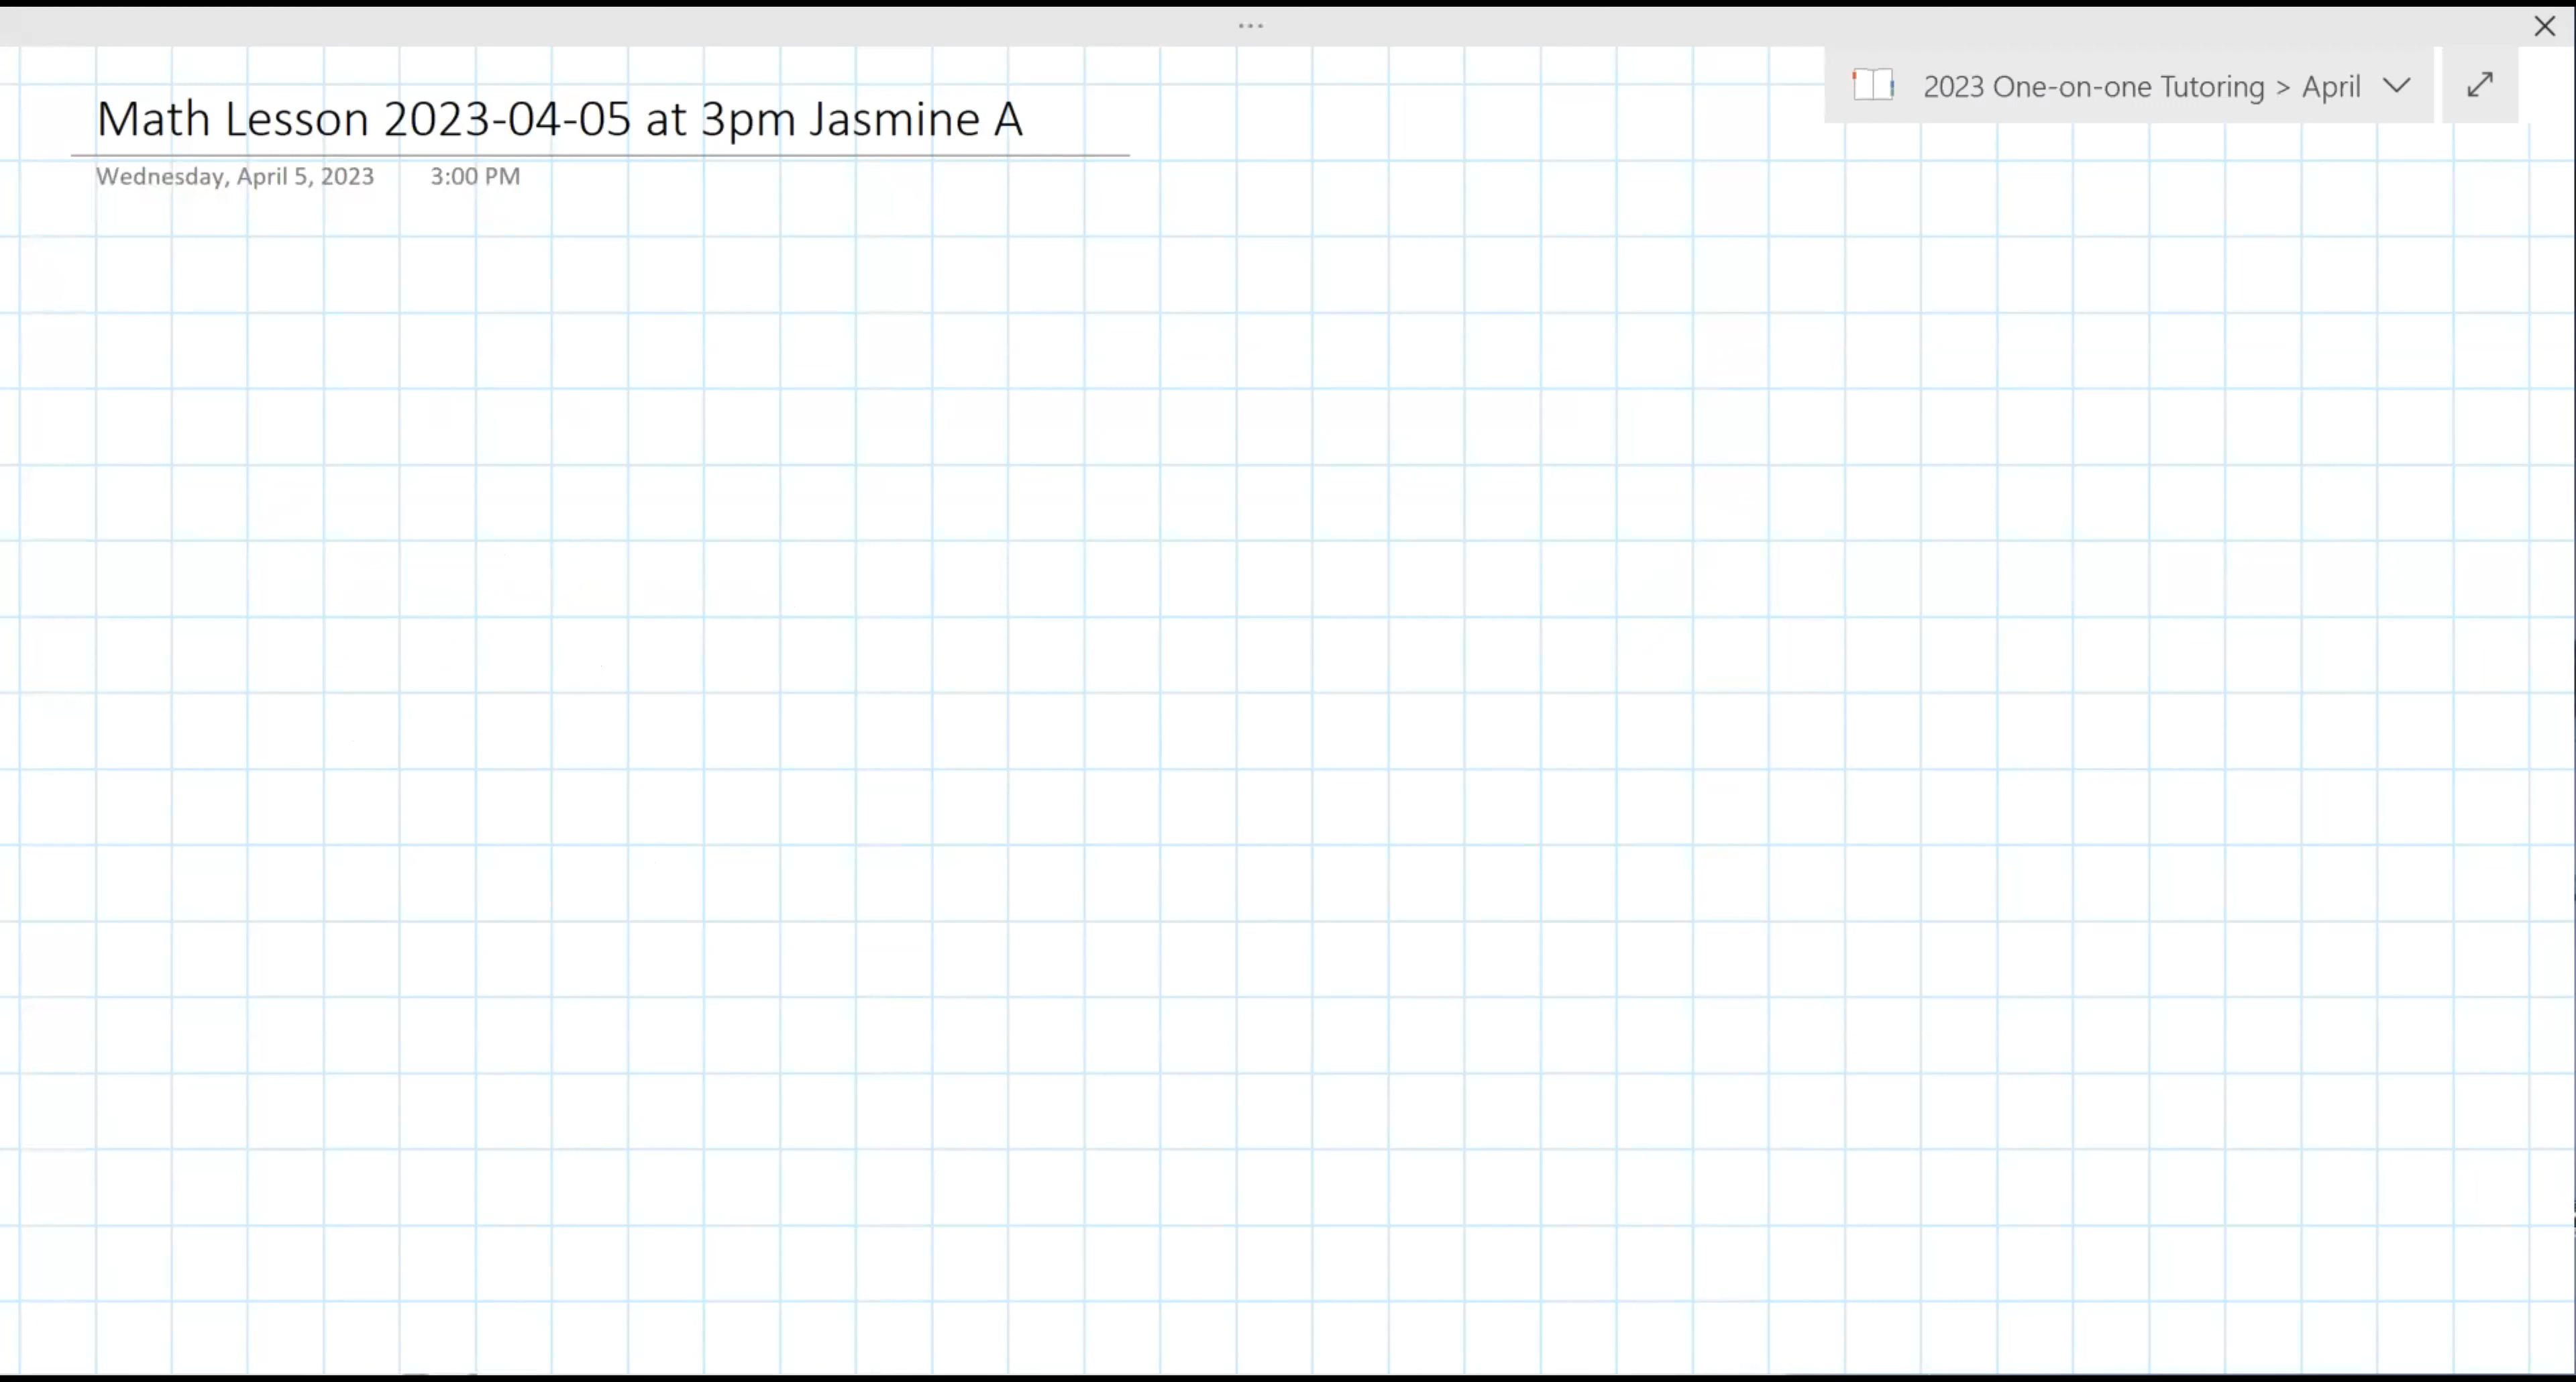 2023 One-on-one Tutoring > April
Math Lesson 2023-04-05 at 3pm Jasmine A
Wednesday, April 5, 2023 3:00 PM